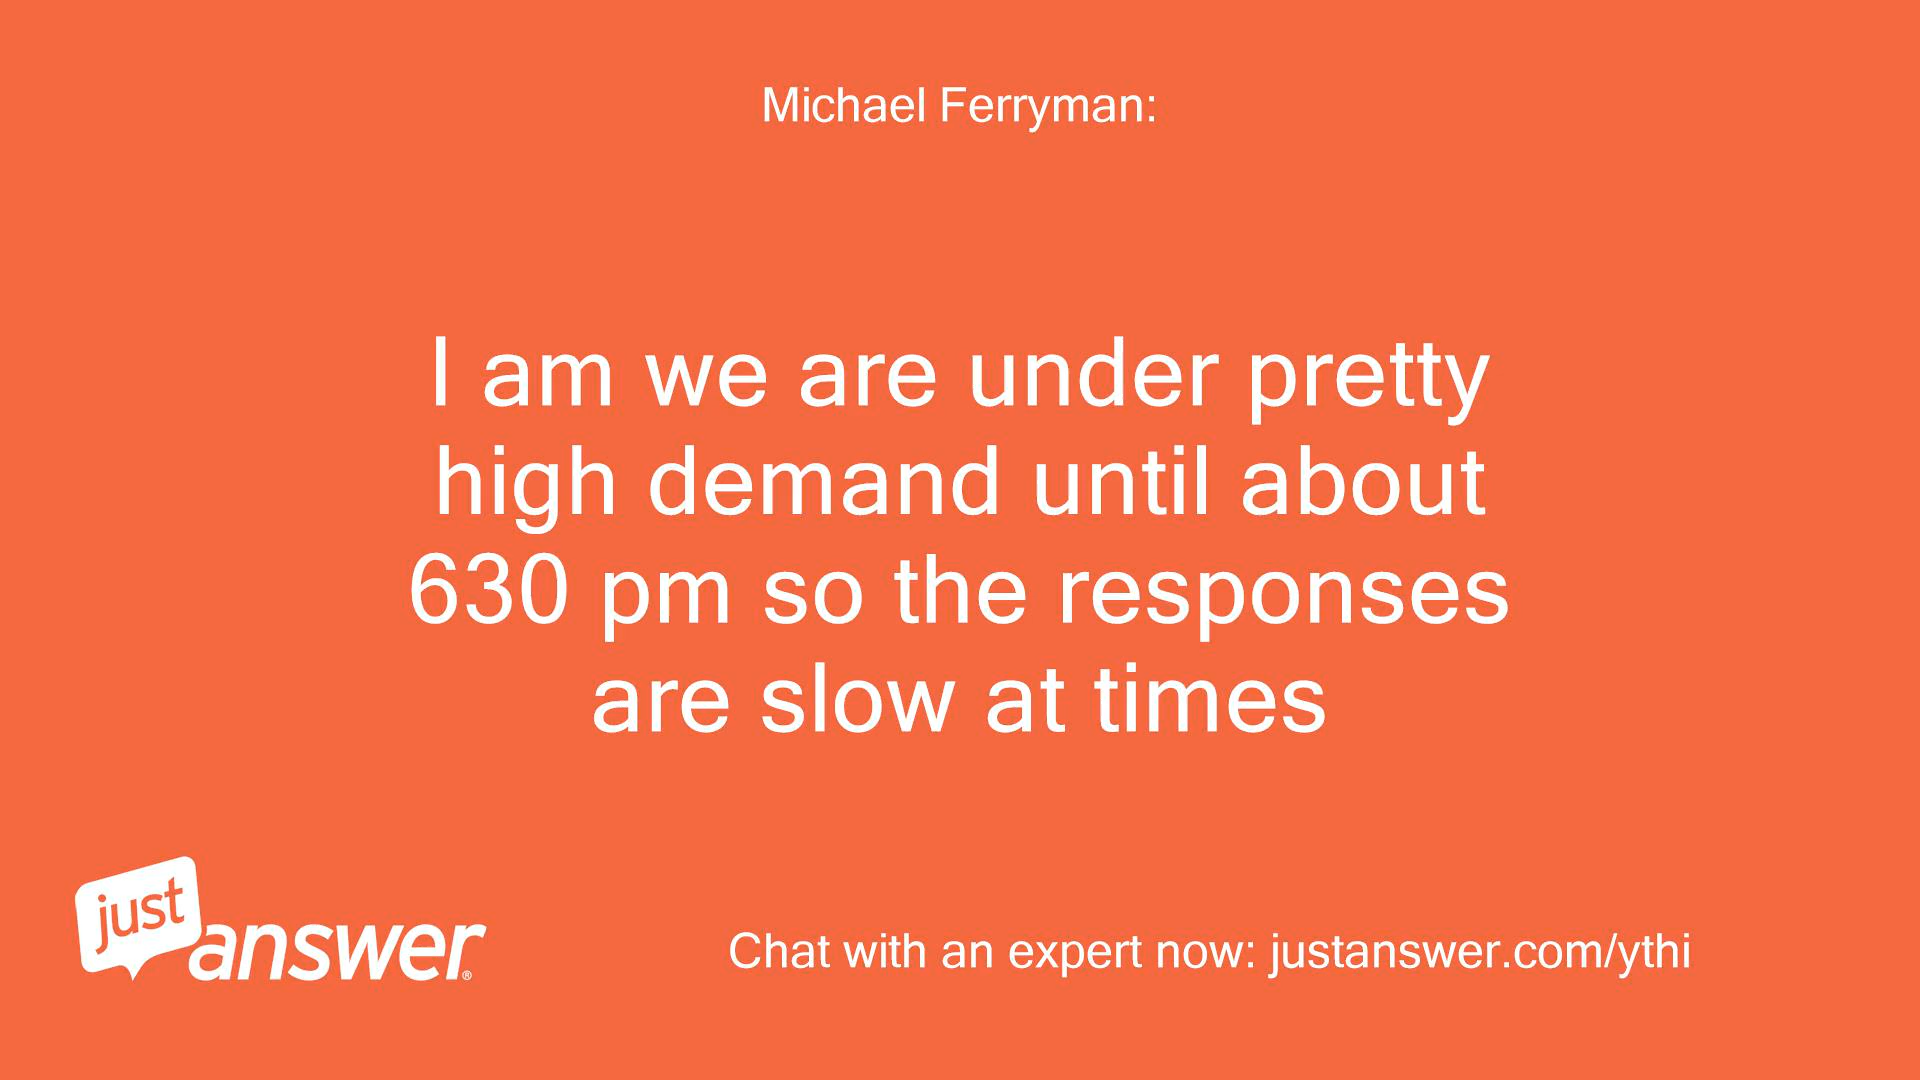 Michael Ferryman:
I am we are under pretty
high demand until about
630 pm so the responses
are slow at times
just
answer®
Chat with an expert now: justanswer.com/ythi